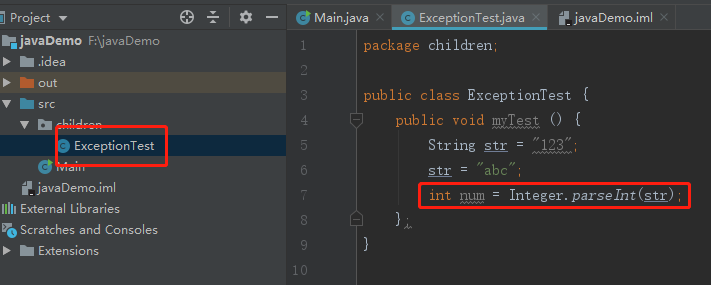 Project
javaDemo F:\javaDemo
.idea
out
src
children
ExceptionTest
Main
javaDemo.iml
External Libraries
Scratches and Consoles
Extensions
Main.java
ExceptionTest.java
javaDemo.iml
1 package children;
2
3 public class ExceptionTest {
4 public void myTest () {
5 String str = "123";
6 str = "abc";
7 int num = Integer.parseInt(str);
8 };
9 }
10